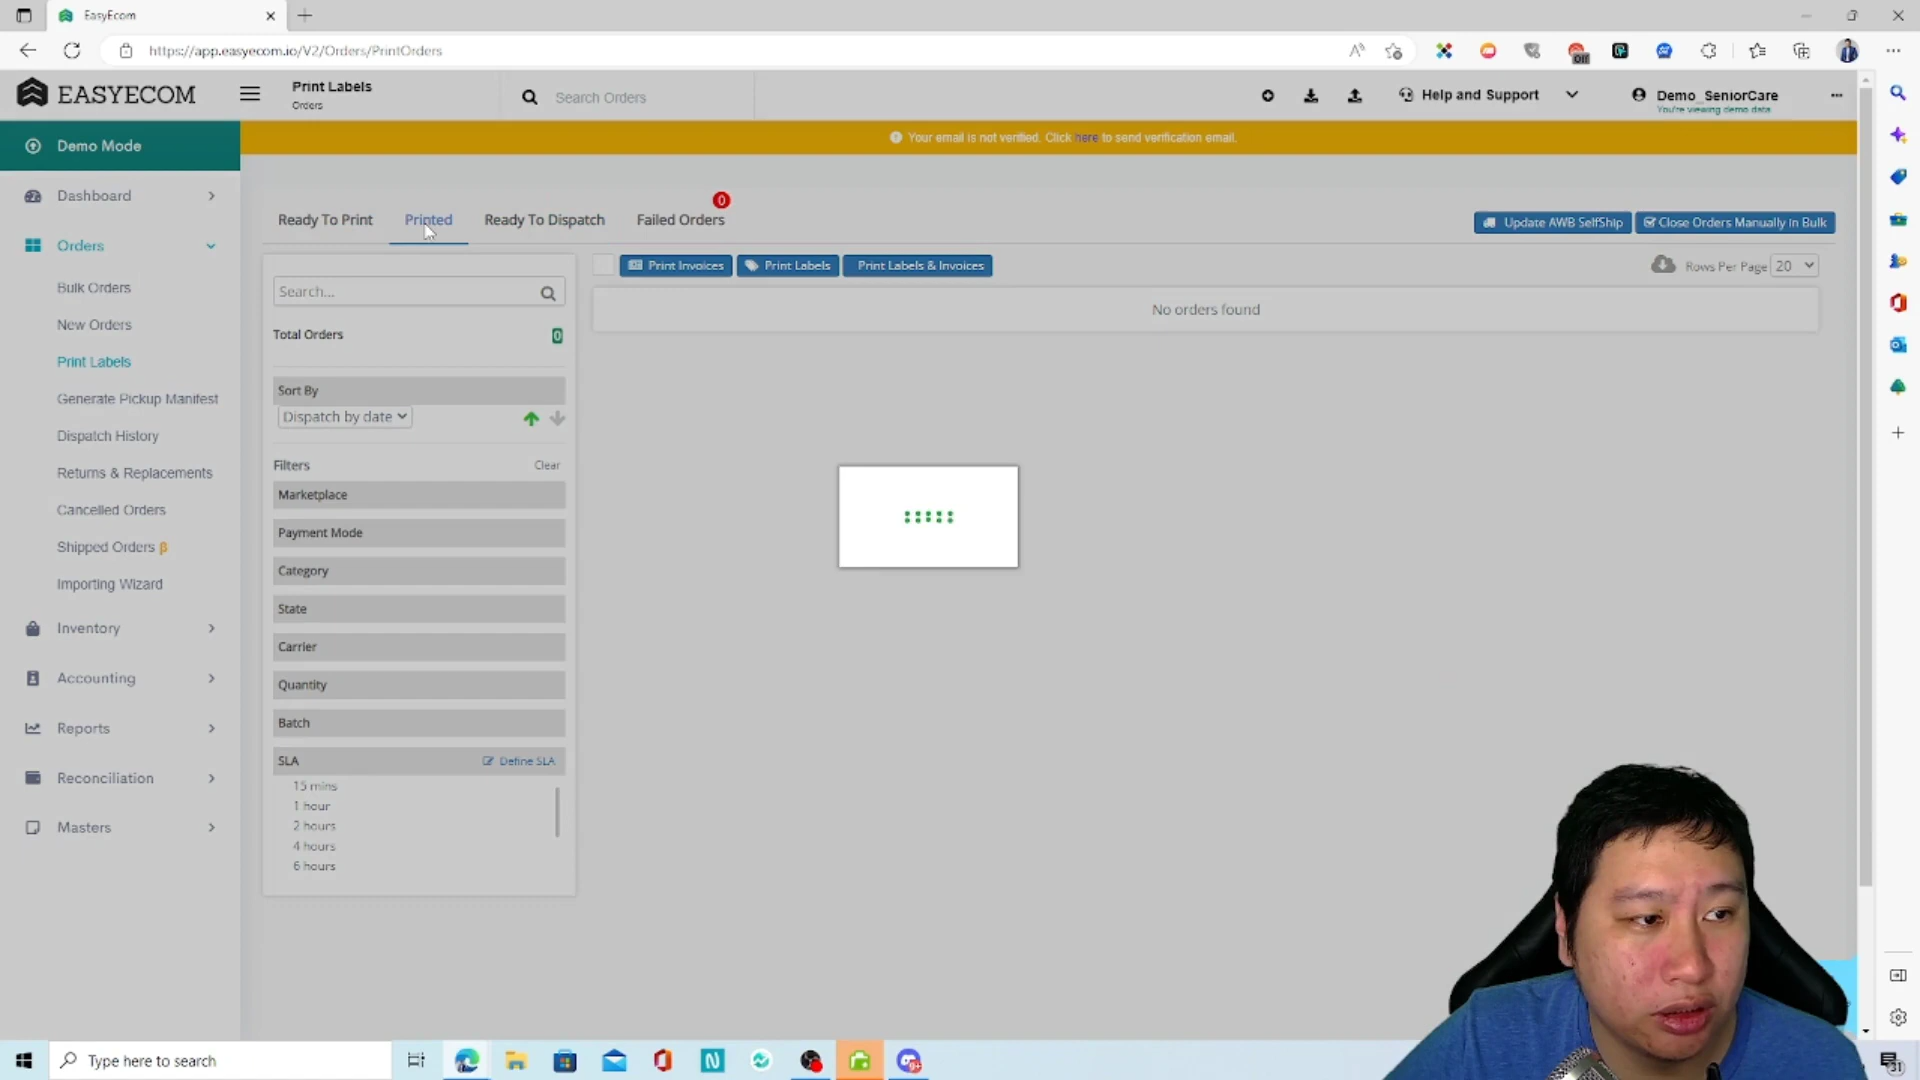 EasyEcom
https://app.easyecom.io/V2/Orders/PrintOrders
EASYECOM
Print Labels
Orders
Search Orders
Help and Support
Demo_SeniorCare
You're viewing demo data
Demo Mode
Your email is not verified. Click here to send verification email.
Dashboard
Orders
Bulk Orders
New Orders
Print Labels
Generate Pickup Manifest
Dispatch History
Returns & Replacements
Cancelled Orders
Shipped Orders β
Importing Wizard
Inventory
Accounting
Reports
Reconciliation
Masters
Ready To Print
Printed
Ready To Dispatch
Failed Orders
0
Update AWB SelfShip
Close Orders Manually in Bulk
Search...
Total Orders
0
Sort By
Dispatch by date
Filters
Clear
Marketplace
Payment Mode
Category
State
Carrier
Quantity
Batch
SLA
Define SLA
15 mins
1 hour
2 hours
4 hours
6 hours
Print Invoices
Print Labels
Print Labels & Invoices
Rows Per Page 20
No orders found
Type here to search
Off
31